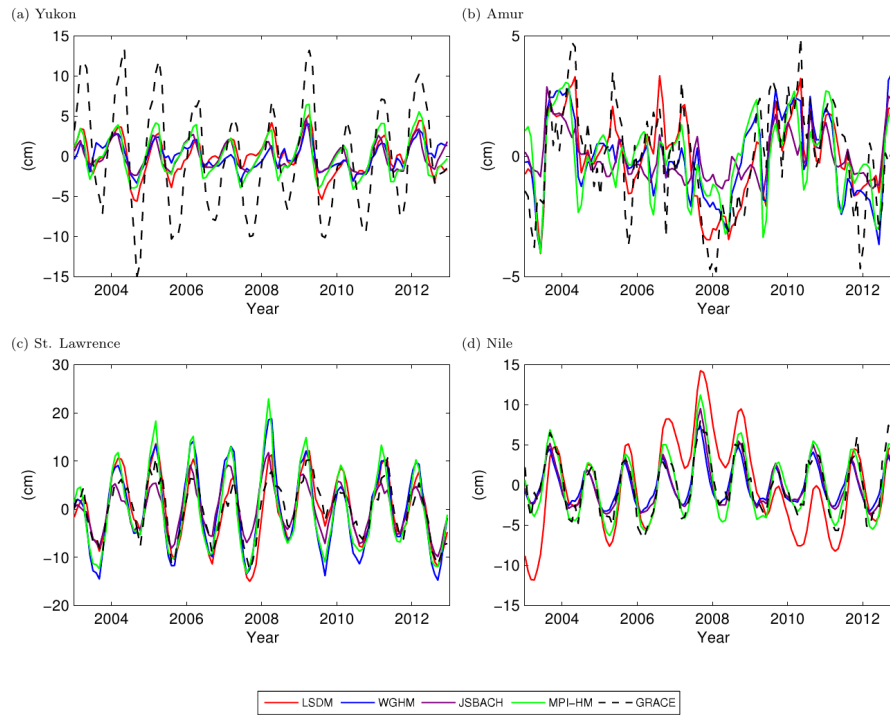 (a) Yukon
15
10
5
0
−5
−10
−15
(cm)
2004 2006 2008 2010 2012
Year
(b) Amur
5
0
−5
(cm)
2004 2006 2008 2010 2012
Year
(c) St. Lawrence
30
20
10
0
−10
−20
(cm)
2004 2006 2008 2010 2012
Year
(d) Nile
15
10
5
0
−5
−10
−15
(cm)
2004 2006 2008 2010 2012
Year
LSDM WGHM JSBACH MPI−HM GRACE